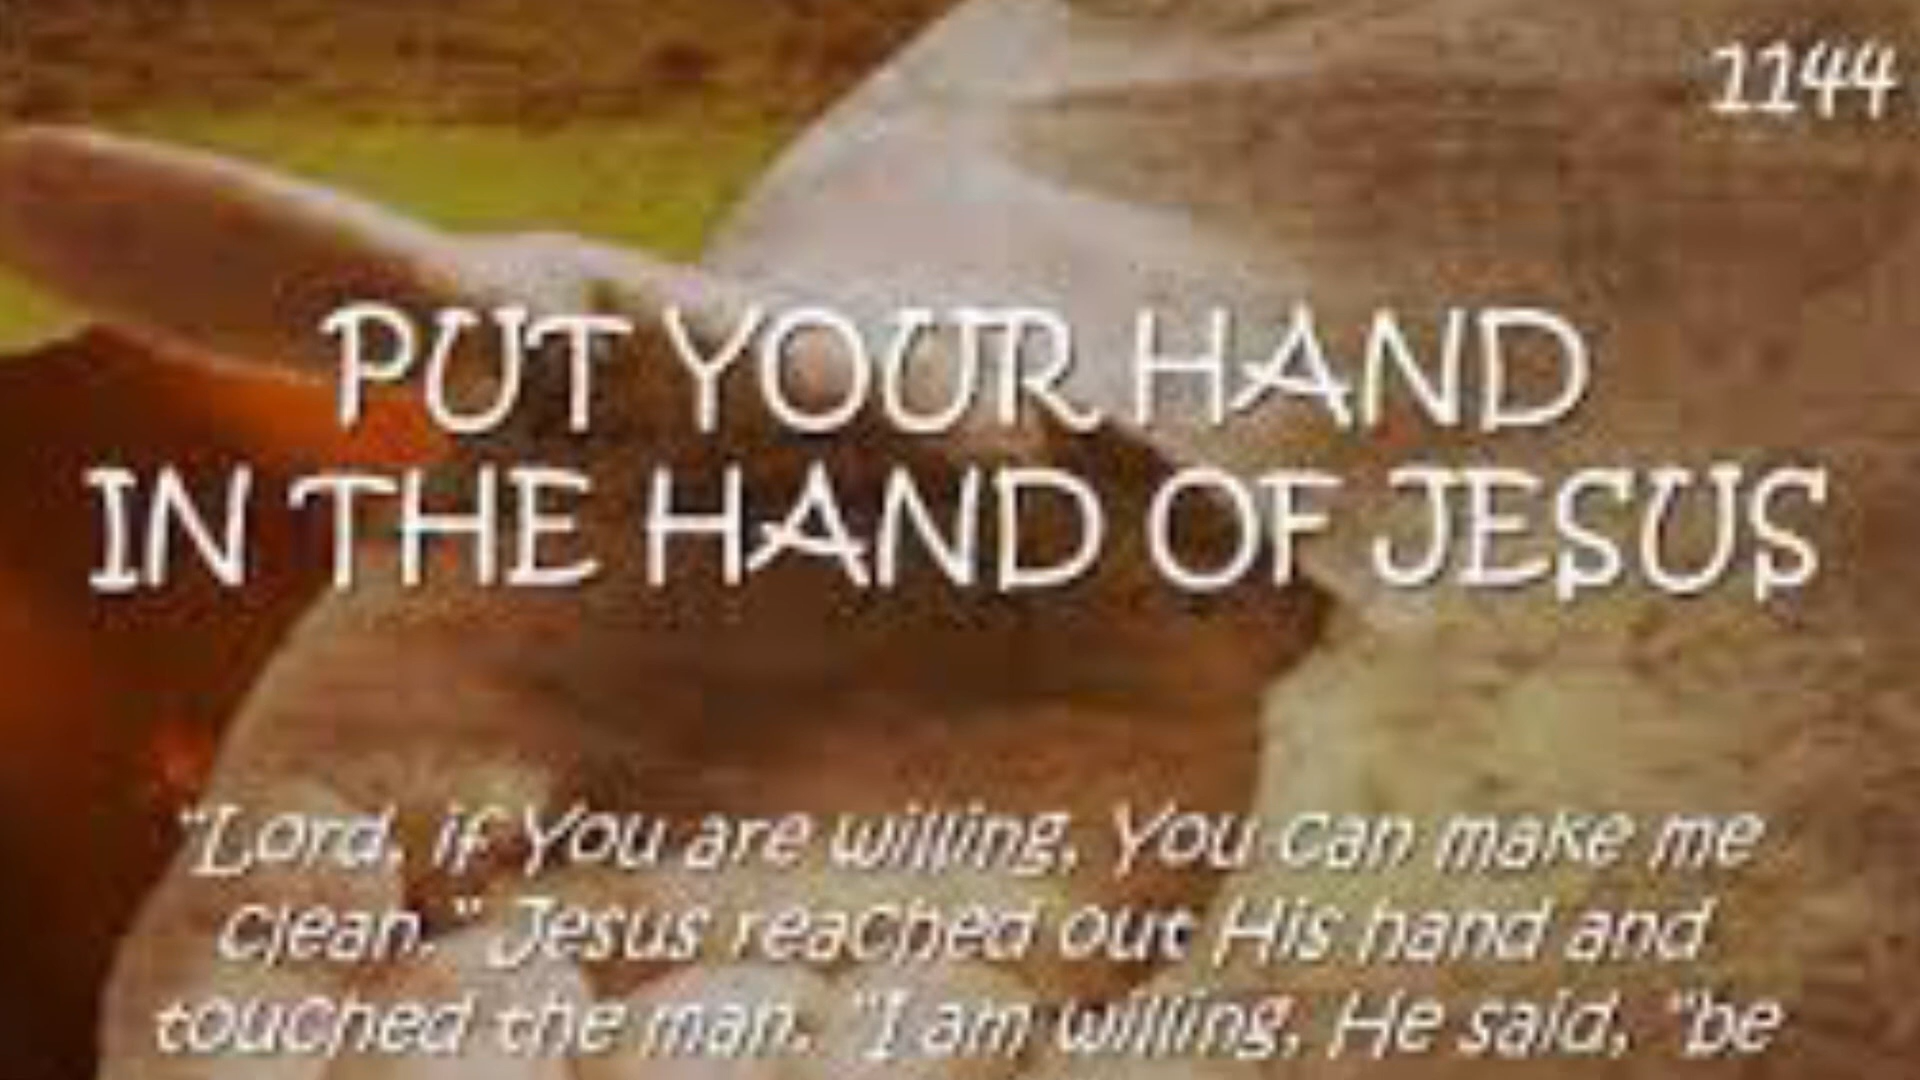 1144
PUT YOUR HAND
IN THE HAND OF JESUS
"Lord, if You are willing, You can make me
clean." Jesus reached out His hand and
touched the man. "I am willing, He said, "be